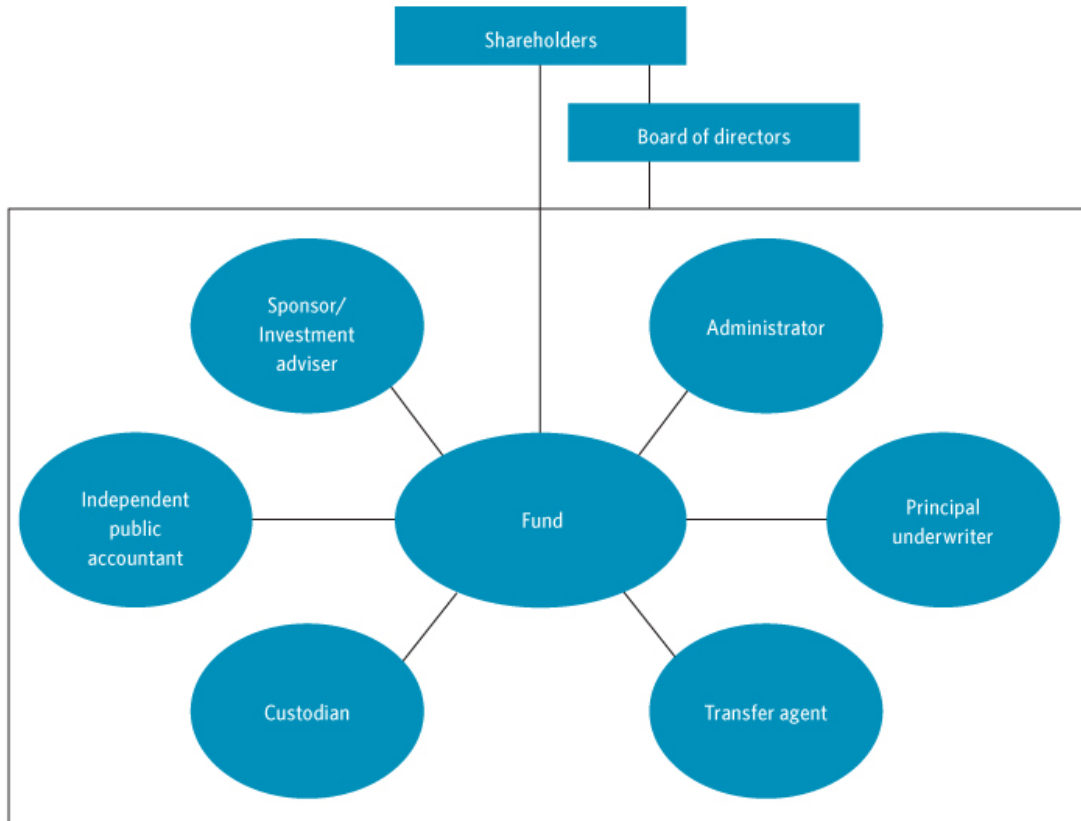 Shareholders
Board of directors
Sponsor/
Investment
adviser
Administrator
Independent
public
accountant
Fund
Principal
underwriter
Custodian
Transfer agent